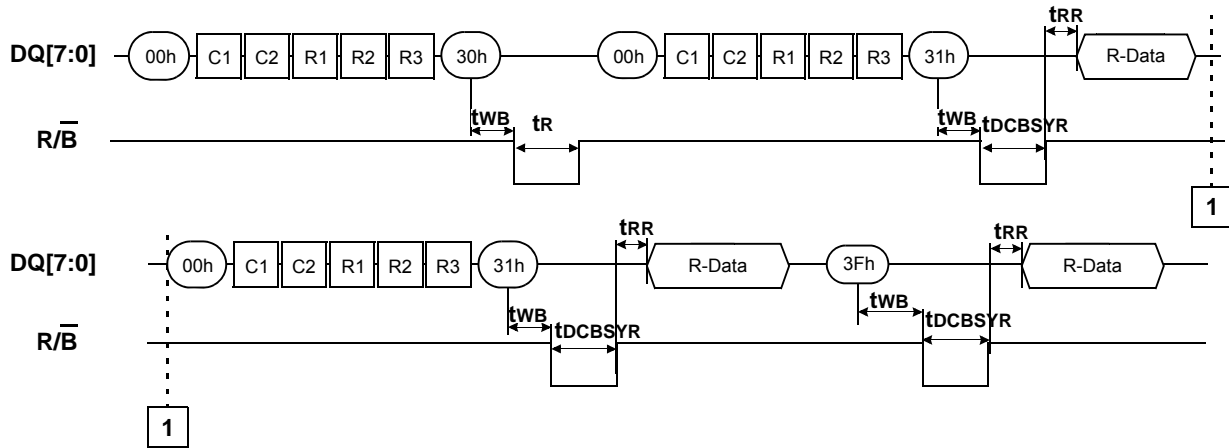 DQ[7:0] 00h C1 C2 R1 R2 R3 30h 00h C1 C2 R1 R2 R3 31h tRR R-Data
R/B̅ tWB tR tWB tDCBSYR
1
DQ[7:0] 00h C1 C2 R1 R2 R3 31h tRR R-Data 3Fh tRR R-Data
R/B̅ tWB tDCBSYR tWB tDCBSYR
1